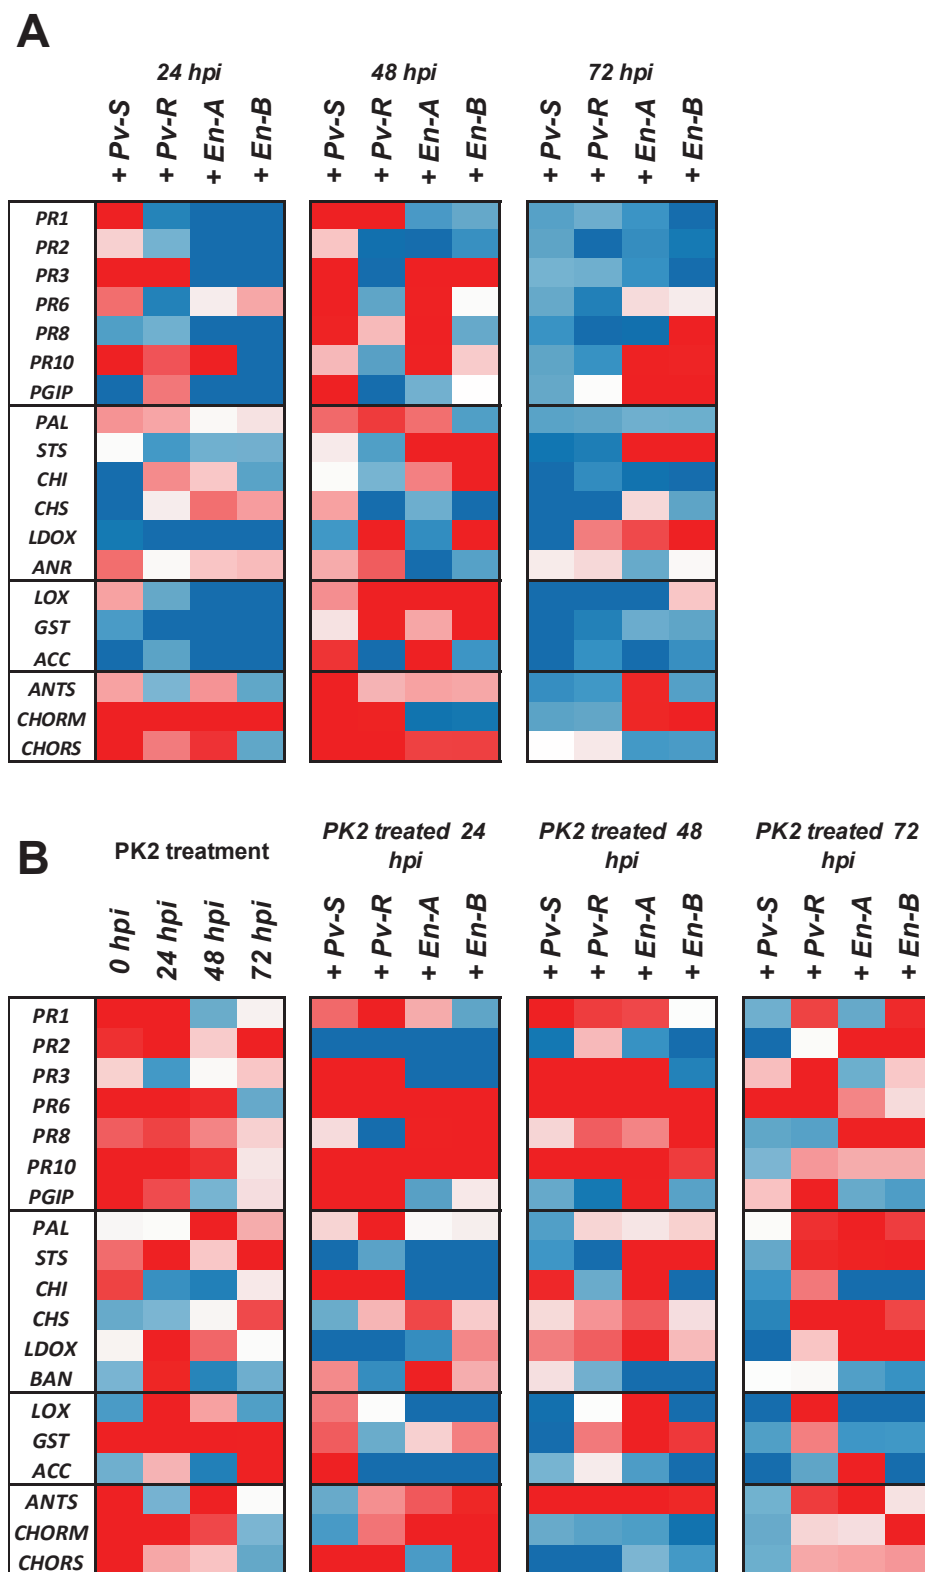 A
24 hpi 48 hpi 72 hpi
+ Pv-S + Pv-R + En-A + En-B + Pv-S + Pv-R + En-A + En-B + Pv-S + Pv-R + En-A + En-B
PR1
PR2
PR3
PR6
PR8
PR10
PGIP
PAL
STS
CHI
CHS
LDOX
ANR
LOX
GST
ACC
ANTS
CHORM
CHORS
B
PK2 treatment
PK2 treated 24
hpi
PK2 treated 48
hpi
PK2 treated 72
hpi
0 hpi 24 hpi 48 hpi 72 hpi + Pv-S + Pv-R + En-A + En-B + Pv-S + Pv-R + En-A + En-B + Pv-S + Pv-R + En-A + En-B
PR1
PR2
PR3
PR6
PR8
PR10
PGIP
PAL
STS
CHI
CHS
LDOX
BAN
LOX
GST
ACC
ANTS
CHORM
CHORS